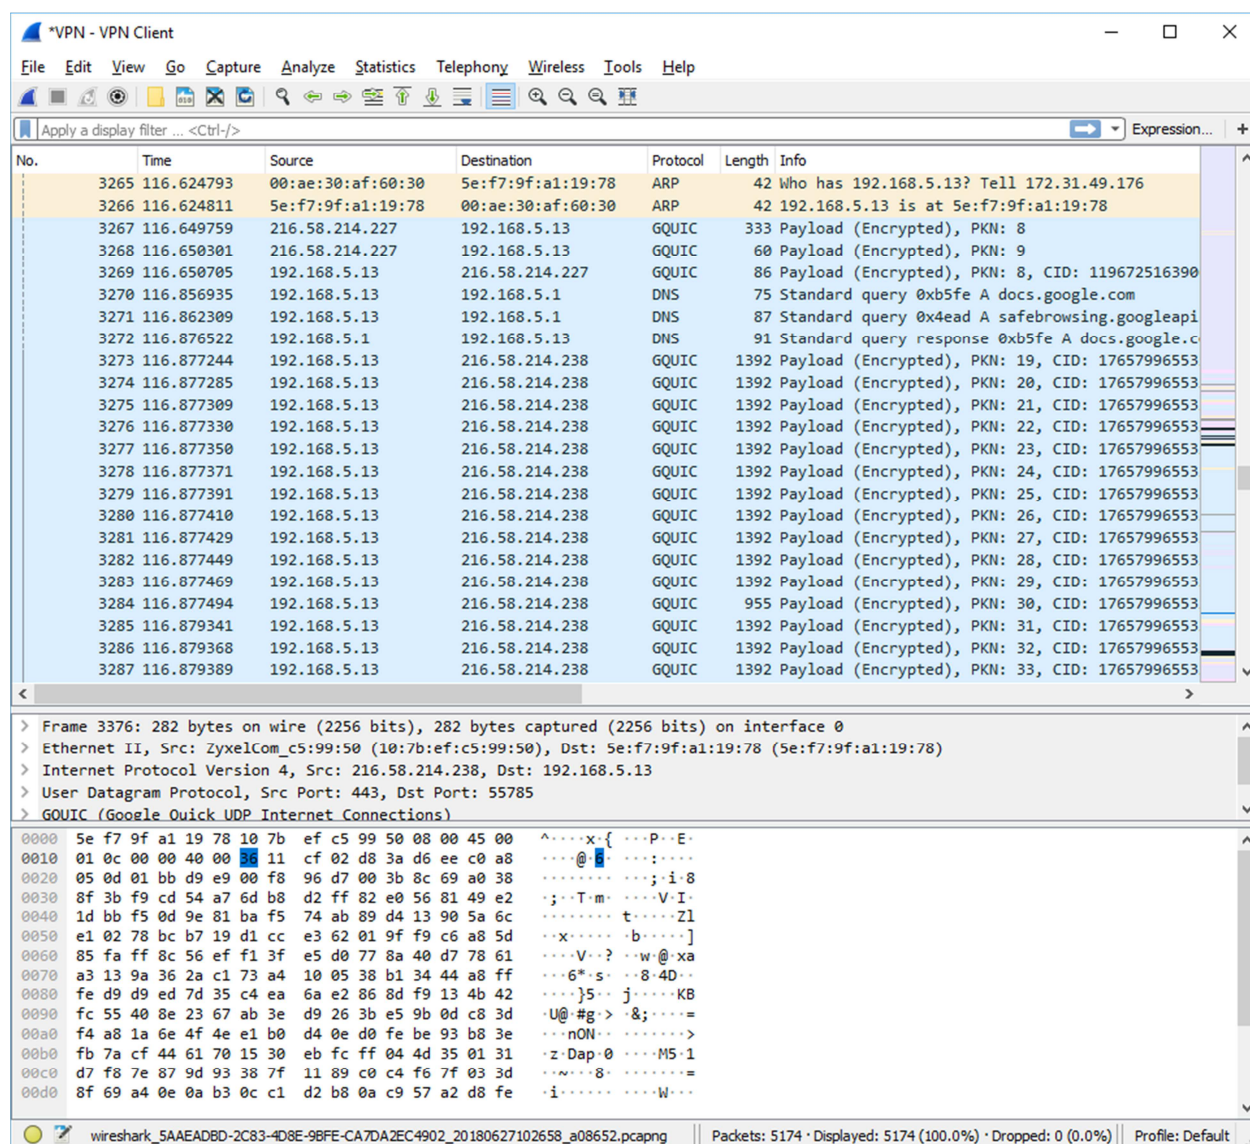 *VPN - VPN Client
File Edit View Go Capture Analyze Statistics Telephony Wireless Tools Help
Apply a display filter ... <Ctrl-/> Expression... +
No. Time Source Destination Protocol Length Info
3265 116.624793 00:ae:30:af:60:30 5e:f7:9f:a1:19:78 ARP 42 Who has 192.168.5.13? Tell 172.31.49.176
3266 116.624811 5e:f7:9f:a1:19:78 00:ae:30:af:60:30 ARP 42 192.168.5.13 is at 5e:f7:9f:a1:19:78
3267 116.649759 216.58.214.227 192.168.5.13 GQUIC 333 Payload (Encrypted), PKN: 8
3268 116.650301 216.58.214.227 192.168.5.13 GQUIC 60 Payload (Encrypted), PKN: 9
3269 116.650705 192.168.5.13 216.58.214.227 GQUIC 86 Payload (Encrypted), PKN: 8, CID: 119672516390
3270 116.856935 192.168.5.13 192.168.5.1 DNS 75 Standard query 0xb5fe A docs.google.com
3271 116.862309 192.168.5.13 192.168.5.1 DNS 87 Standard query 0x4ead A safebrowsing.googleapi
3272 116.876522 192.168.5.1 192.168.5.13 DNS 91 Standard query response 0xb5fe A docs.google.c
3273 116.877244 192.168.5.13 216.58.214.238 GQUIC 1392 Payload (Encrypted), PKN: 19, CID: 17657996553
3274 116.877285 192.168.5.13 216.58.214.238 GQUIC 1392 Payload (Encrypted), PKN: 20, CID: 17657996553
3275 116.877309 192.168.5.13 216.58.214.238 GQUIC 1392 Payload (Encrypted), PKN: 21, CID: 17657996553
3276 116.877330 192.168.5.13 216.58.214.238 GQUIC 1392 Payload (Encrypted), PKN: 22, CID: 17657996553
3277 116.877350 192.168.5.13 216.58.214.238 GQUIC 1392 Payload (Encrypted), PKN: 23, CID: 17657996553
3278 116.877371 192.168.5.13 216.58.214.238 GQUIC 1392 Payload (Encrypted), PKN: 24, CID: 17657996553
3279 116.877391 192.168.5.13 216.58.214.238 GQUIC 1392 Payload (Encrypted), PKN: 25, CID: 17657996553
3280 116.877410 192.168.5.13 216.58.214.238 GQUIC 1392 Payload (Encrypted), PKN: 26, CID: 17657996553
3281 116.877429 192.168.5.13 216.58.214.238 GQUIC 1392 Payload (Encrypted), PKN: 27, CID: 17657996553
3282 116.877449 192.168.5.13 216.58.214.238 GQUIC 1392 Payload (Encrypted), PKN: 28, CID: 17657996553
3283 116.877469 192.168.5.13 216.58.214.238 GQUIC 1392 Payload (Encrypted), PKN: 29, CID: 17657996553
3284 116.877494 192.168.5.13 216.58.214.238 GQUIC 955 Payload (Encrypted), PKN: 30, CID: 17657996553
3285 116.879341 192.168.5.13 216.58.214.238 GQUIC 1392 Payload (Encrypted), PKN: 31, CID: 17657996553
3286 116.879368 192.168.5.13 216.58.214.238 GQUIC 1392 Payload (Encrypted), PKN: 32, CID: 17657996553
3287 116.879389 192.168.5.13 216.58.214.238 GQUIC 1392 Payload (Encrypted), PKN: 33, CID: 17657996553
> Frame 3376: 282 bytes on wire (2256 bits), 282 bytes captured (2256 bits) on interface 0
> Ethernet II, Src: ZyxelCom_c5:99:50 (10:7b:ef:c5:99:50), Dst: 5e:f7:9f:a1:19:78 (5e:f7:9f:a1:19:78)
> Internet Protocol Version 4, Src: 216.58.214.238, Dst: 192.168.5.13
> User Datagram Protocol, Src Port: 443, Dst Port: 55785
> GQUIC (Google Quick UDP Internet Connections)
0000 5e f7 9f a1 19 78 10 7b ef c5 99 50 08 00 45 00 ^····x·{ ···P··E·
0010 01 0c 00 00 40 00 36 11 cf 02 d8 3a d6 ee c0 a8 ····@·6· ···:····
0020 05 0d 01 bb d9 e9 00 f8 96 d7 00 3b 8c 69 a0 38 ········ ···;·i·8
0030 8f 3b f9 cd 54 a7 6d b8 d2 ff 82 e0 56 81 49 e2 ·;··T·m· ····V·I·
0040 1d bb f5 0d 9e 81 ba f5 74 ab 89 d4 13 90 5a 6c ········ t·····Zl
0050 e1 02 78 bc b7 19 d1 cc e3 62 01 9f f9 c6 a8 5d ··x····· ·b·····]
0060 85 fa ff 8c 56 ef f1 3f e5 d0 77 8a 40 d7 78 61 ····V··? ··w·@·xa
0070 a3 13 9a 36 2a c1 73 a4 10 05 38 b1 34 44 a8 ff ···6*·s· ··8·4D··
0080 fe d9 d9 ed 7d 35 c4 ea 6a e2 86 8d f9 13 4b 42 ····}5·· j·····KB
0090 fc 55 40 8e 23 67 ab 3e d9 26 3b e5 9b 0d c8 3d ·U@·#g·> ·&;····=
00a0 f4 a8 1a 6e 4f 4e e1 b0 d4 0e d0 fe be 93 b8 3e ···nON·· ·······>
00b0 fb 7a cf 44 61 70 15 30 eb fc ff 04 4d 35 01 31 ·z·Dap·0 ····M5·1
00c0 d7 f8 7e 87 9d 93 38 7f 11 89 c0 c4 f6 7f 03 3d ··~···8· ·······=
00d0 8f 69 a4 0e 0a b3 0c c1 d2 b8 0a c9 57 a2 d8 fe ·i······ ····W···
wireshark_5AAEADBD-2C83-4D8E-9BFE-CA7DA2EC4902_20180627102658_a08652.pcapng Packets: 5174 · Displayed: 5174 (100.0%) · Dropped: 0 (0.0%) Profile: Default